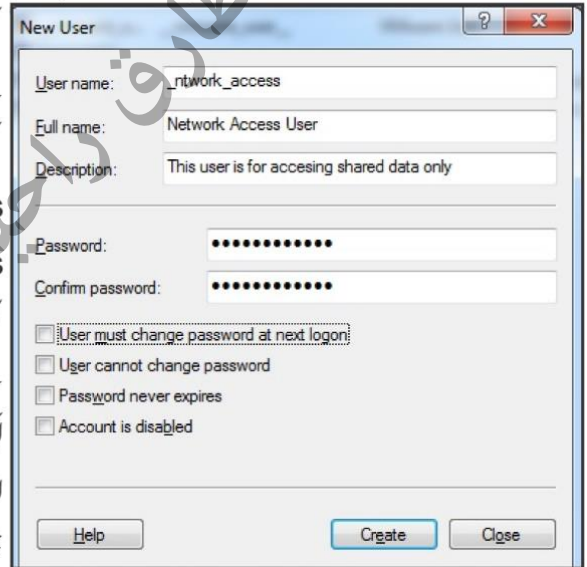 New User
User name: _ntwork_access
Full name: Network Access User
Description: This user is for accesing shared data only
Password: ●●●●●●●●●●●●
Confirm password: ●●●●●●●●●●●●
User must change password at next logon
User cannot change password
Password never expires
Account is disabled
Help Create Close